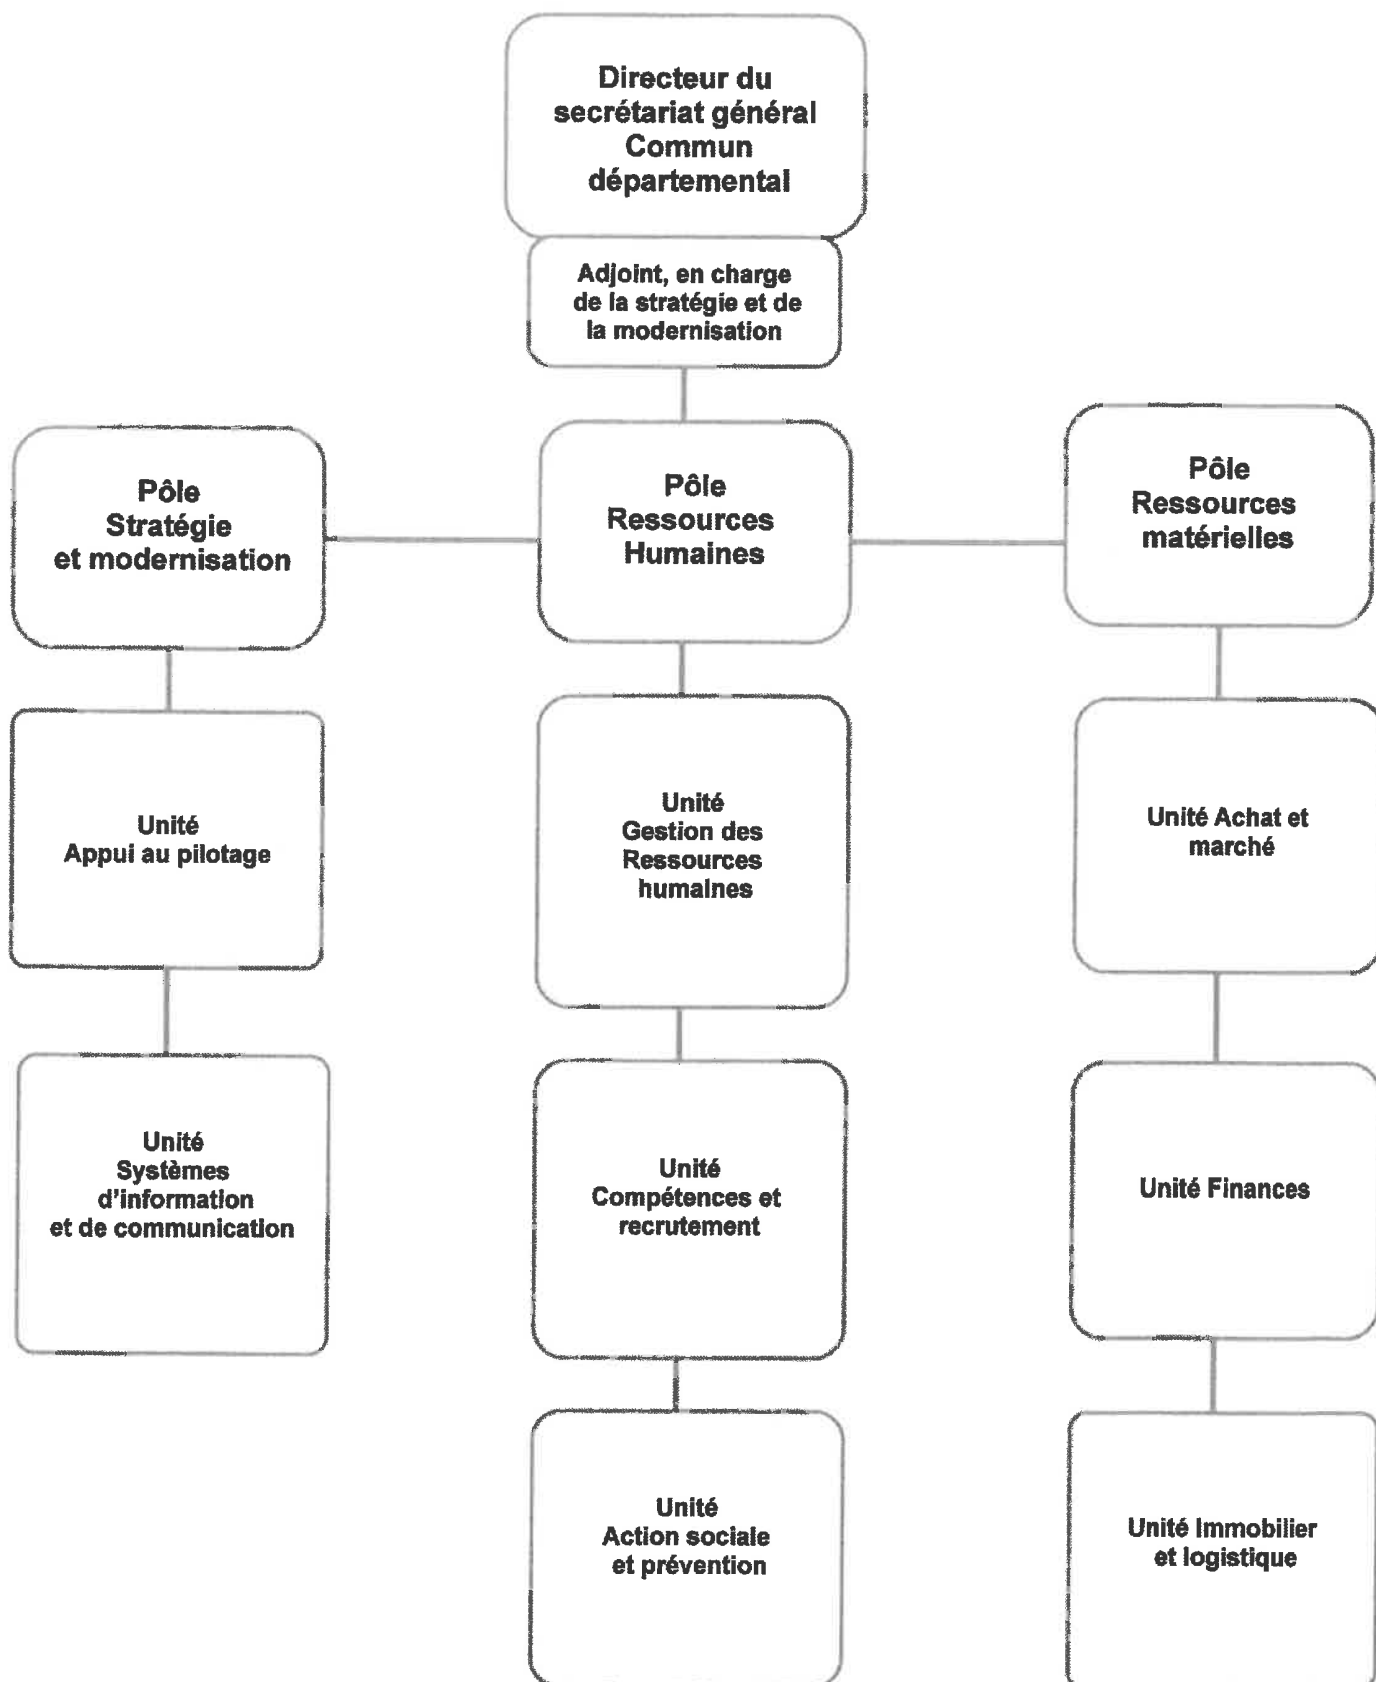 Directeur du
secrétariat général
Commun
départemental
Adjoint, en charge
de la stratégie et de
la modernisation
Pôle
Stratégie
et modernisation
Pôle
Ressources
Humaines
Pôle
Ressources
matérielles
Unité
Appui au pilotage
Unité
Gestion des
Ressources
humaines
Unité Achat et
marché
Unité
Systèmes
d'information
et de communication
Unité
Compétences et
recrutement
Unité Finances
Unité
Action sociale
et prévention
Unité Immobilier
et logistique